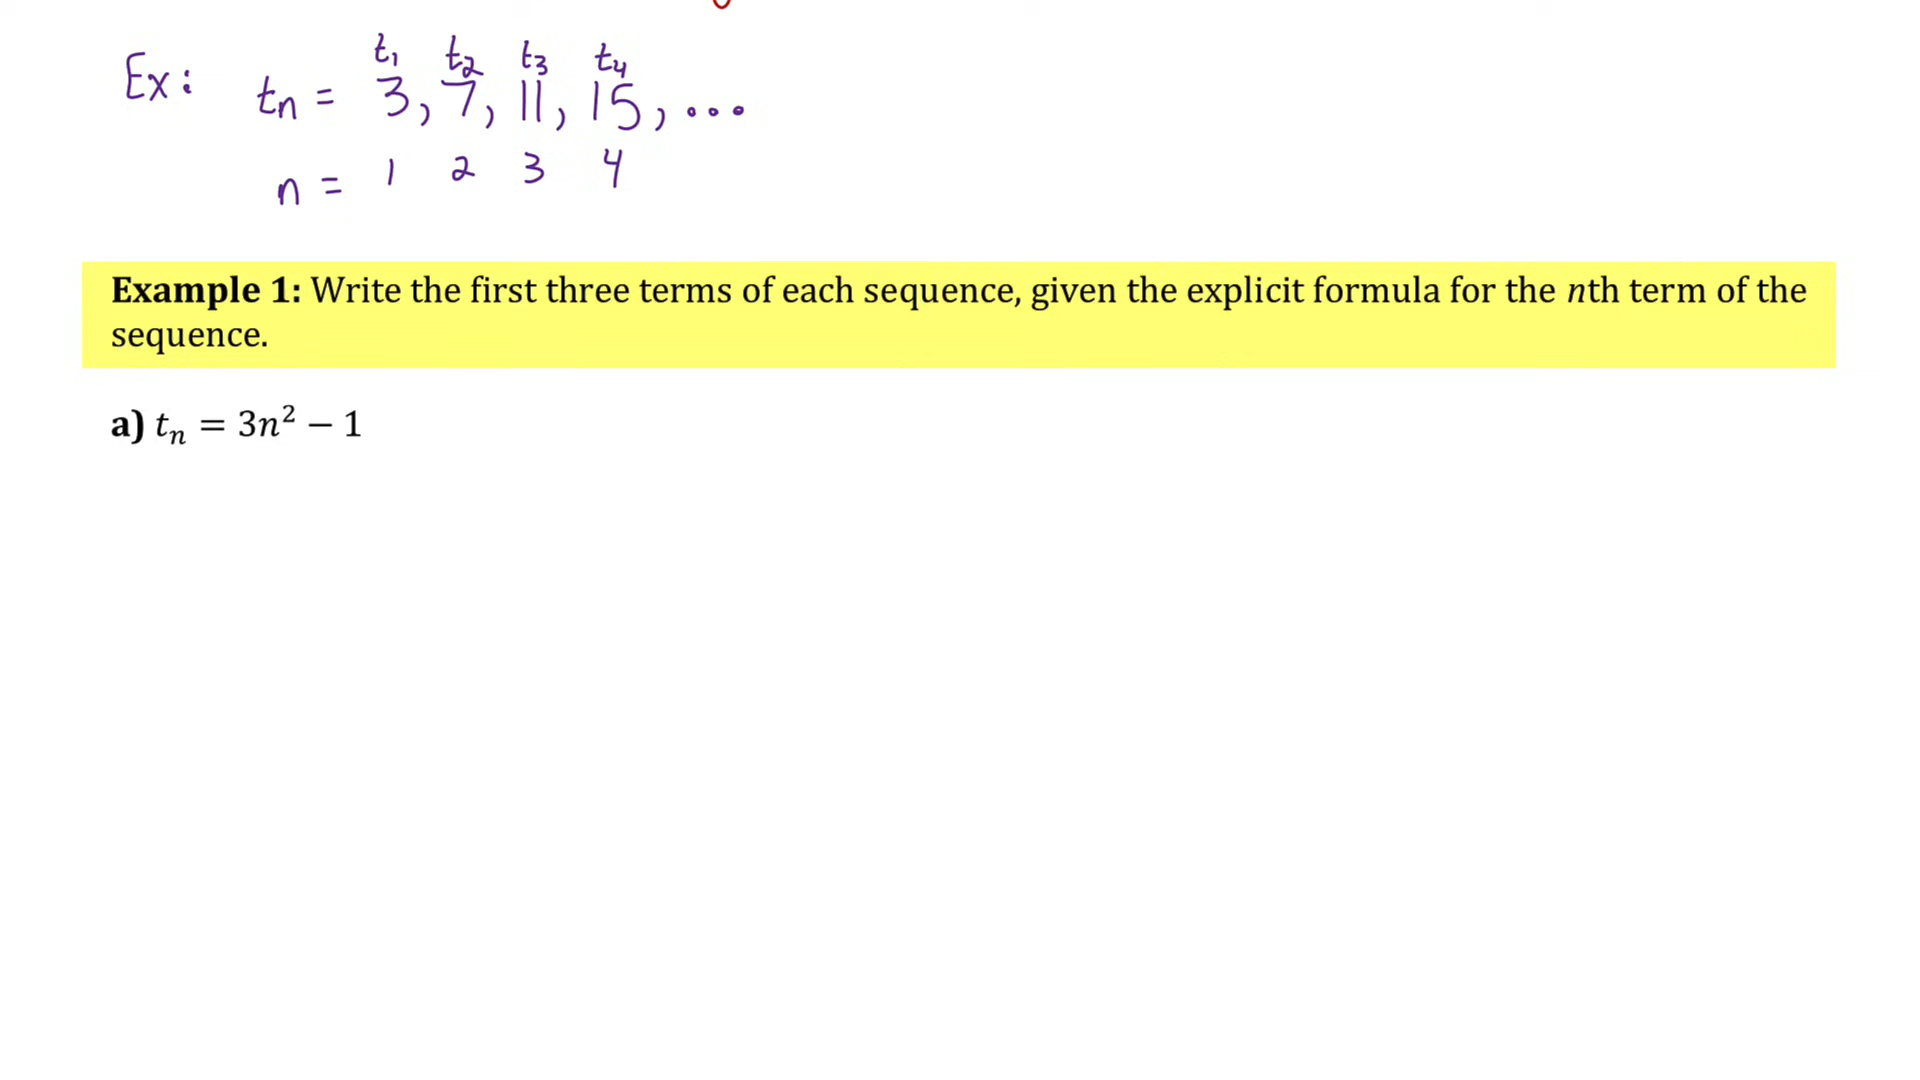 t₁ t₂ t₃ t₄
Ex: tₙ = 3, 7, 11, 15, ...
n = 1 2 3 4
Example 1: Write the first three terms of each sequence, given the explicit formula for the nth term of the
sequence.
a) tₙ = 3n² − 1